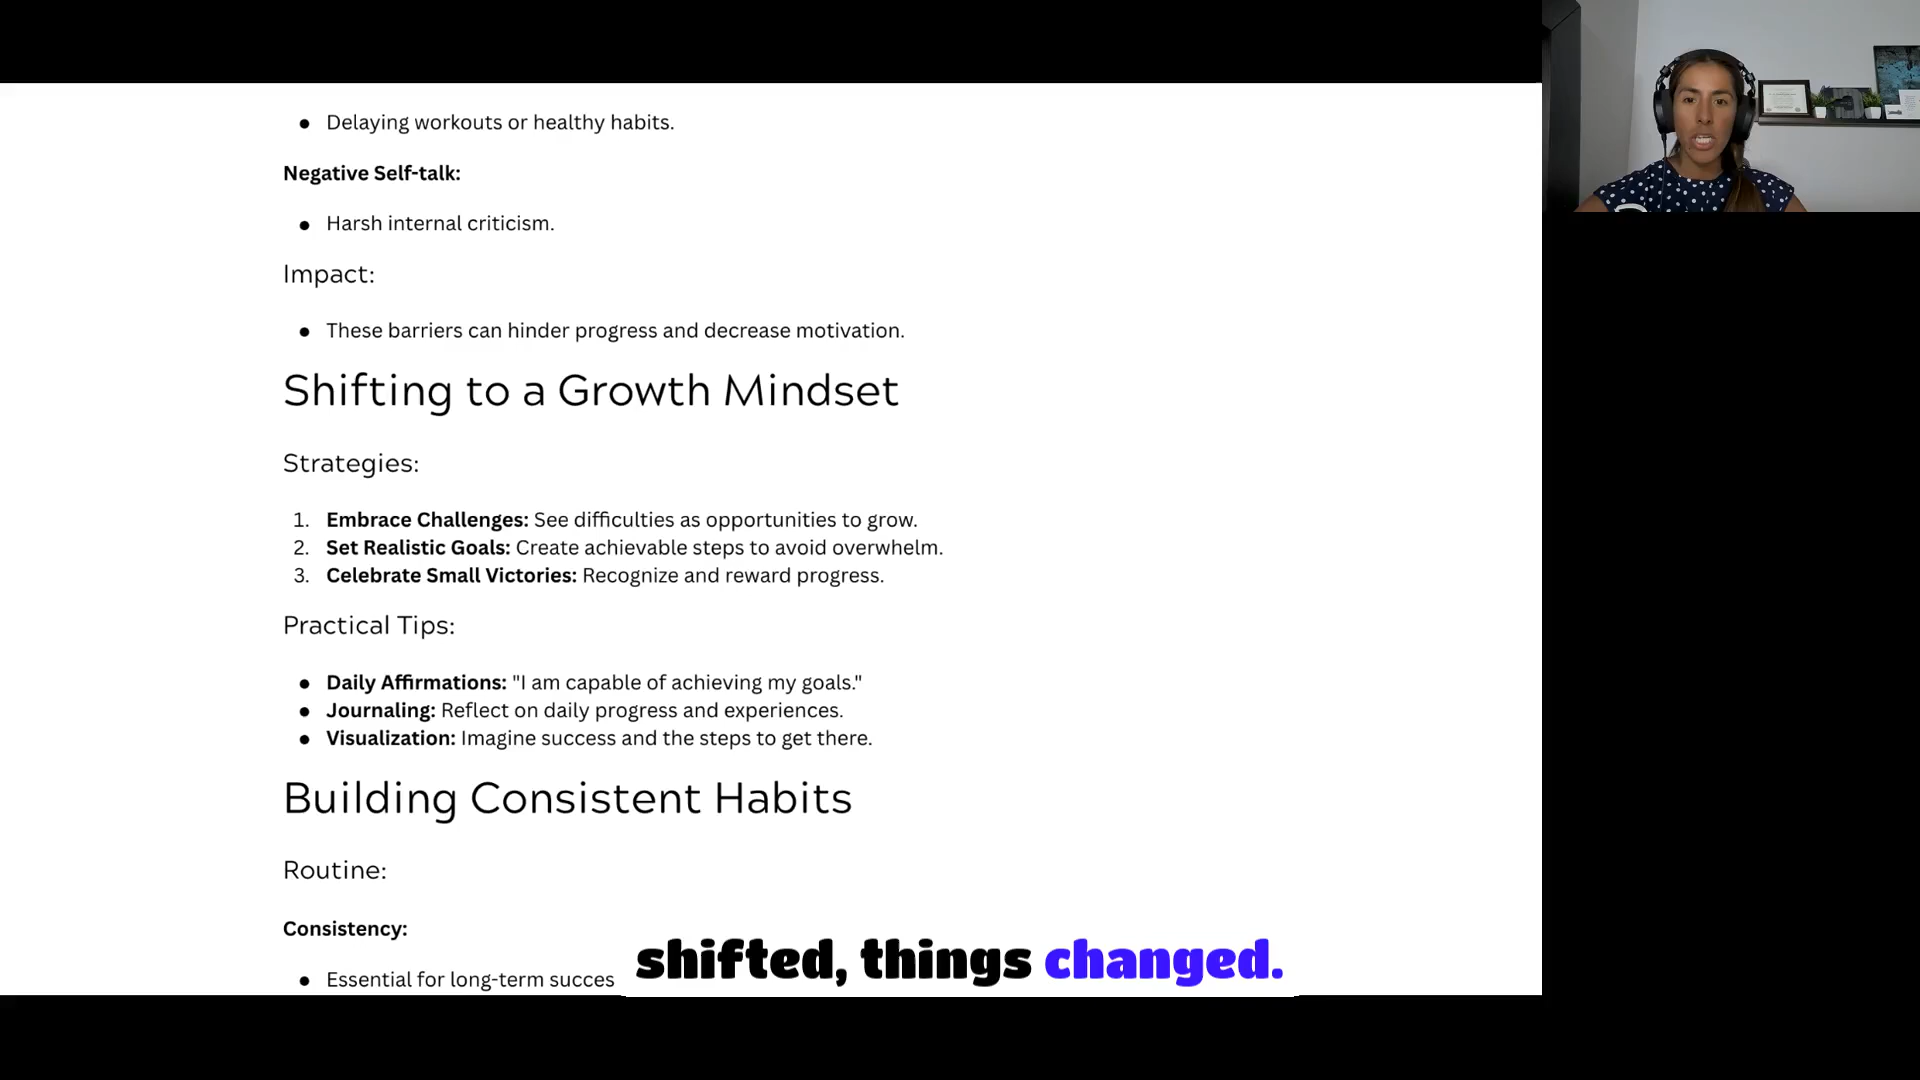 ● Delaying workouts or healthy habits.
Negative Self-talk:
● Harsh internal criticism.
Impact:
● These barriers can hinder progress and decrease motivation.
Shifting to a Growth Mindset
Strategies:
1. Embrace Challenges: See difficulties as opportunities to grow.
2. Set Realistic Goals: Create achievable steps to avoid overwhelm.
3. Celebrate Small Victories: Recognize and reward progress.
Practical Tips:
● Daily Affirmations: "I am capable of achieving my goals."
● Journaling: Reflect on daily progress and experiences.
● Visualization: Imagine success and the steps to get there.
Building Consistent Habits
Routine:
Consistency:
● Essential for long-term succes
shifted, things changed.